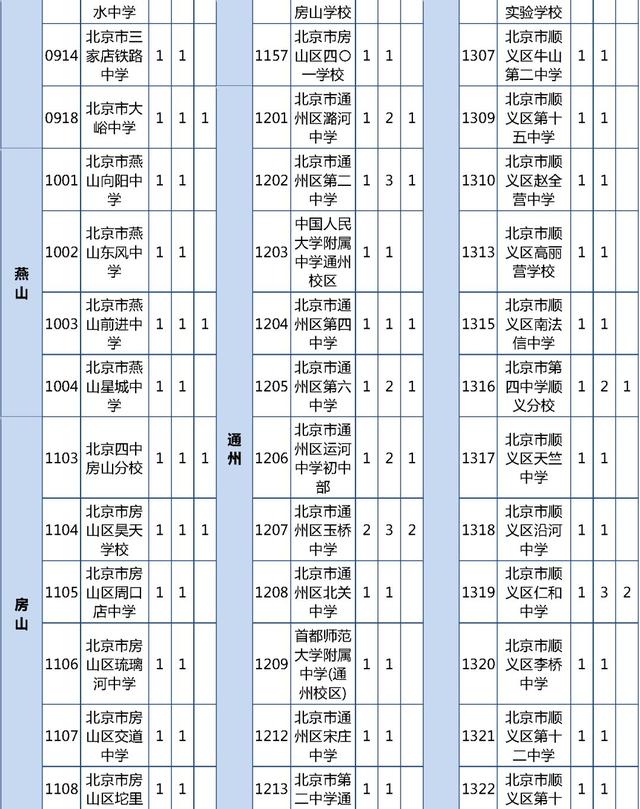 水中学
0914
北京市三
家店铁路
中学
1 1
0918
北京市大
峪中学
1 1 1
燕
山
1001
北京市燕
山向阳中
学
1 1
1002
北京市燕
山东风中
学
1 1
1003
北京市燕
山前进中
学
1 1 1
1004
北京市燕
山星城中
学
1 1
房
山
1103
北京四中
房山分校
1 1 1
1104
北京市房
山区昊天
学校
1 1 1
1105
北京市房
山区周口
店中学
1 1
1106
北京市房
山区琉璃
河中学
1 1
1107
北京市房
山区交道
中学
1 1
1108
北京市房
山区坨里
1 1
房山学校
1157
北京市房
山区四〇
一学校
1 1
通
州
1201
北京市通
州区潞河
中学
1 2 1
1202
北京市通
州区第二
中学
1 3 1
1203
中国人民
大学附属
中学通州
校区
1 1
1204
北京市通
州区第四
中学
1 1 1
1205
北京市通
州区第六
中学
1 2 1
1206
北京市通
州区运河
中学初中
部
1 2 1
1207
北京市通
州区玉桥
中学
2 3 2
1208
北京市通
州区北关
中学
1 1
1209
首都师范
大学附属
中学(通
州校区)
1 1
1212
北京市通
州区宋庄
中学
1 1
1213
北京市第
二中学通
1 1
实验学校
1307
北京市顺
义区牛山
第二中学
1 1
1309
北京市顺
义区第十
五中学
1 1
1310
北京市顺
义区赵全
营中学
1 1
1313
北京市顺
义区高丽
营学校
1 1
1315
北京市顺
义区南法
信中学
1 1
1316
北京市第
四中学顺
义分校
1 2 1
1317
北京市顺
义区天竺
中学
1 1
1318
北京市顺
义区沿河
中学
1 1
1319
北京市顺
义区仁和
中学
1 3 2
1320
北京市顺
义区李桥
中学
1 1
1321
北京市顺
义区第十
二中学
1 1
1322
北京市顺
义区第十
1 1